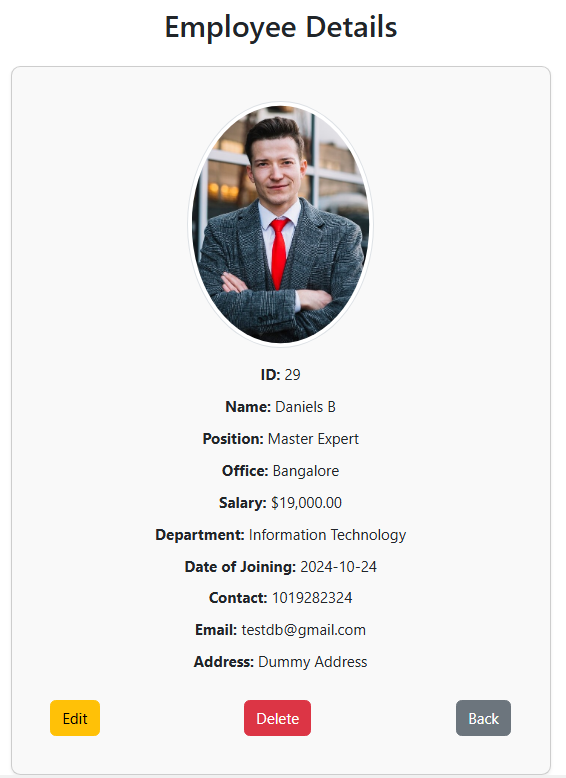 Employee Details
ID: 29
Name: Daniels B
Position: Master Expert
Office: Bangalore
Salary: $19,000.00
Department: Information Technology
Date of Joining: 2024-10-24
Contact: 1019282324
Email: testdb@gmail.com
Address: Dummy Address
Edit Delete Back